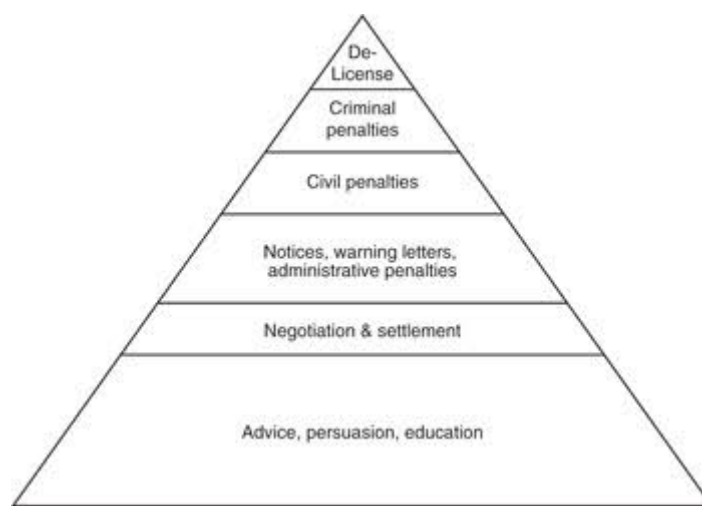 De-
License
Criminal
penalties
Civil penalties
Notices, warning letters,
administrative penalties
Negotiation & settlement
Advice, persuasion, education